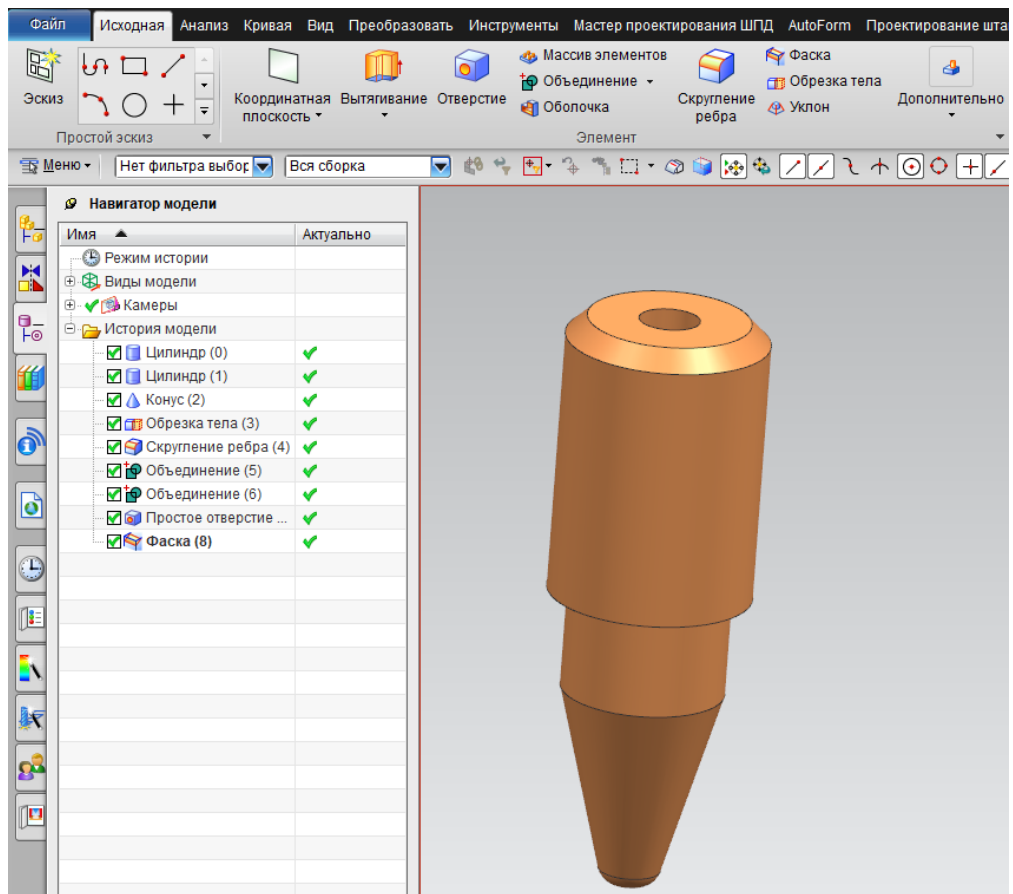 Файл Исходная Анализ Кривая Вид Преобразовать Инструменты Мастер проектирования ШПД AutoForm Проектирование шта
Эскиз
Простой эскиз
Координатная плоскость
Вытягивание
Отверстие
Массив элементов
Объединение
Оболочка
Скругление ребра
Фаска
Обрезка тела
Уклон
Дополнительно
Элемент
Меню Нет фильтра выбор Вся сборка
Навигатор модели
Имя Актуально
Режим истории
Виды модели
Камеры
История модели
Цилиндр (0)
Цилиндр (1)
Конус (2)
Обрезка тела (3)
Скругление ребра (4)
Объединение (5)
Объединение (6)
Простое отверстие ...
Фаска (8)